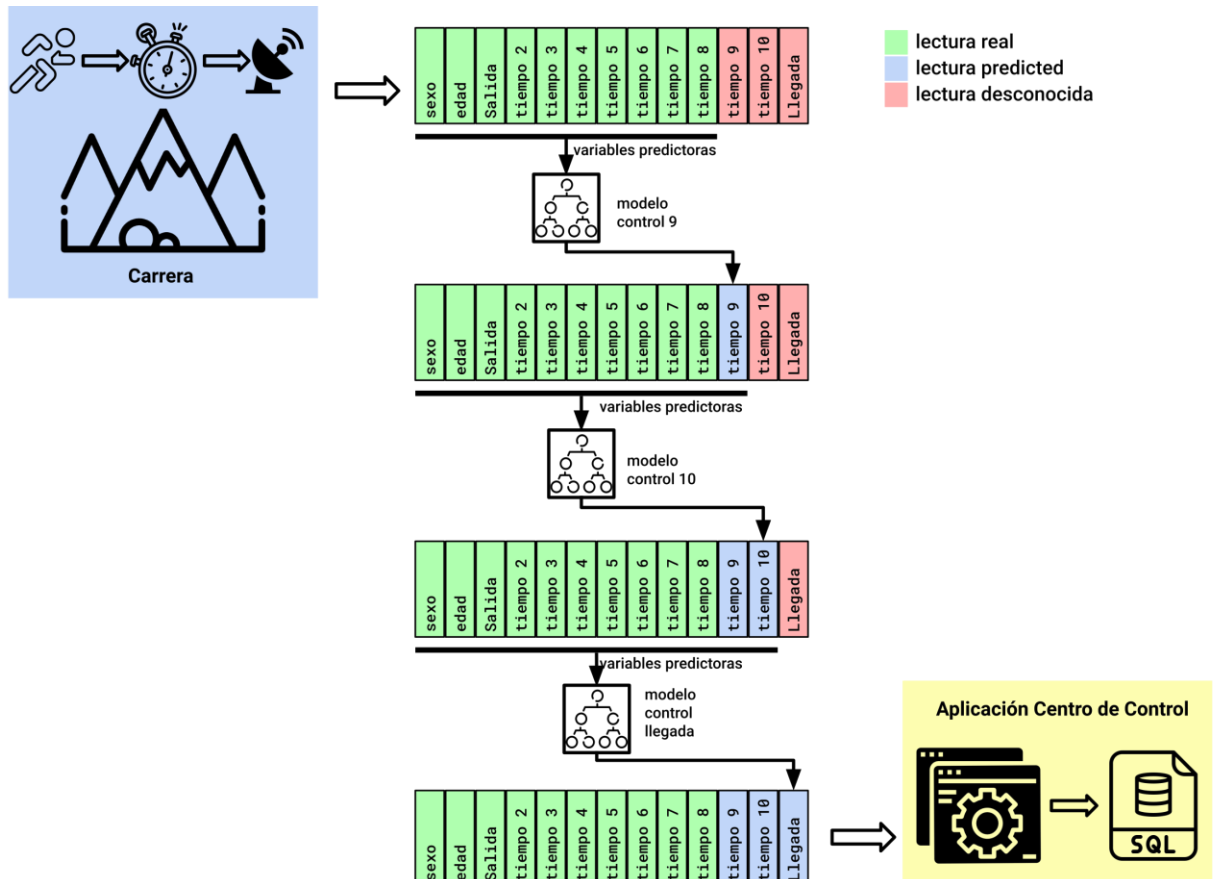 Carrera
sexo
edad
Salida
tiempo 2
tiempo 3
tiempo 4
tiempo 5
tiempo 6
tiempo 7
tiempo 8
tiempo 9
tiempo 10
Llegada
lectura real
lectura predicted
lectura desconocida
variables predictoras
modelo
control 9
sexo
edad
Salida
tiempo 2
tiempo 3
tiempo 4
tiempo 5
tiempo 6
tiempo 7
tiempo 8
tiempo 9
tiempo 10
Llegada
variables predictoras
modelo
control 10
sexo
edad
Salida
tiempo 2
tiempo 3
tiempo 4
tiempo 5
tiempo 6
tiempo 7
tiempo 8
tiempo 9
tiempo 10
Llegada
variables predictoras
modelo
control
llegada
sexo
edad
Salida
tiempo 2
tiempo 3
tiempo 4
tiempo 5
tiempo 6
tiempo 7
tiempo 8
tiempo 9
tiempo 10
Llegada
Aplicación Centro de Control
SQL